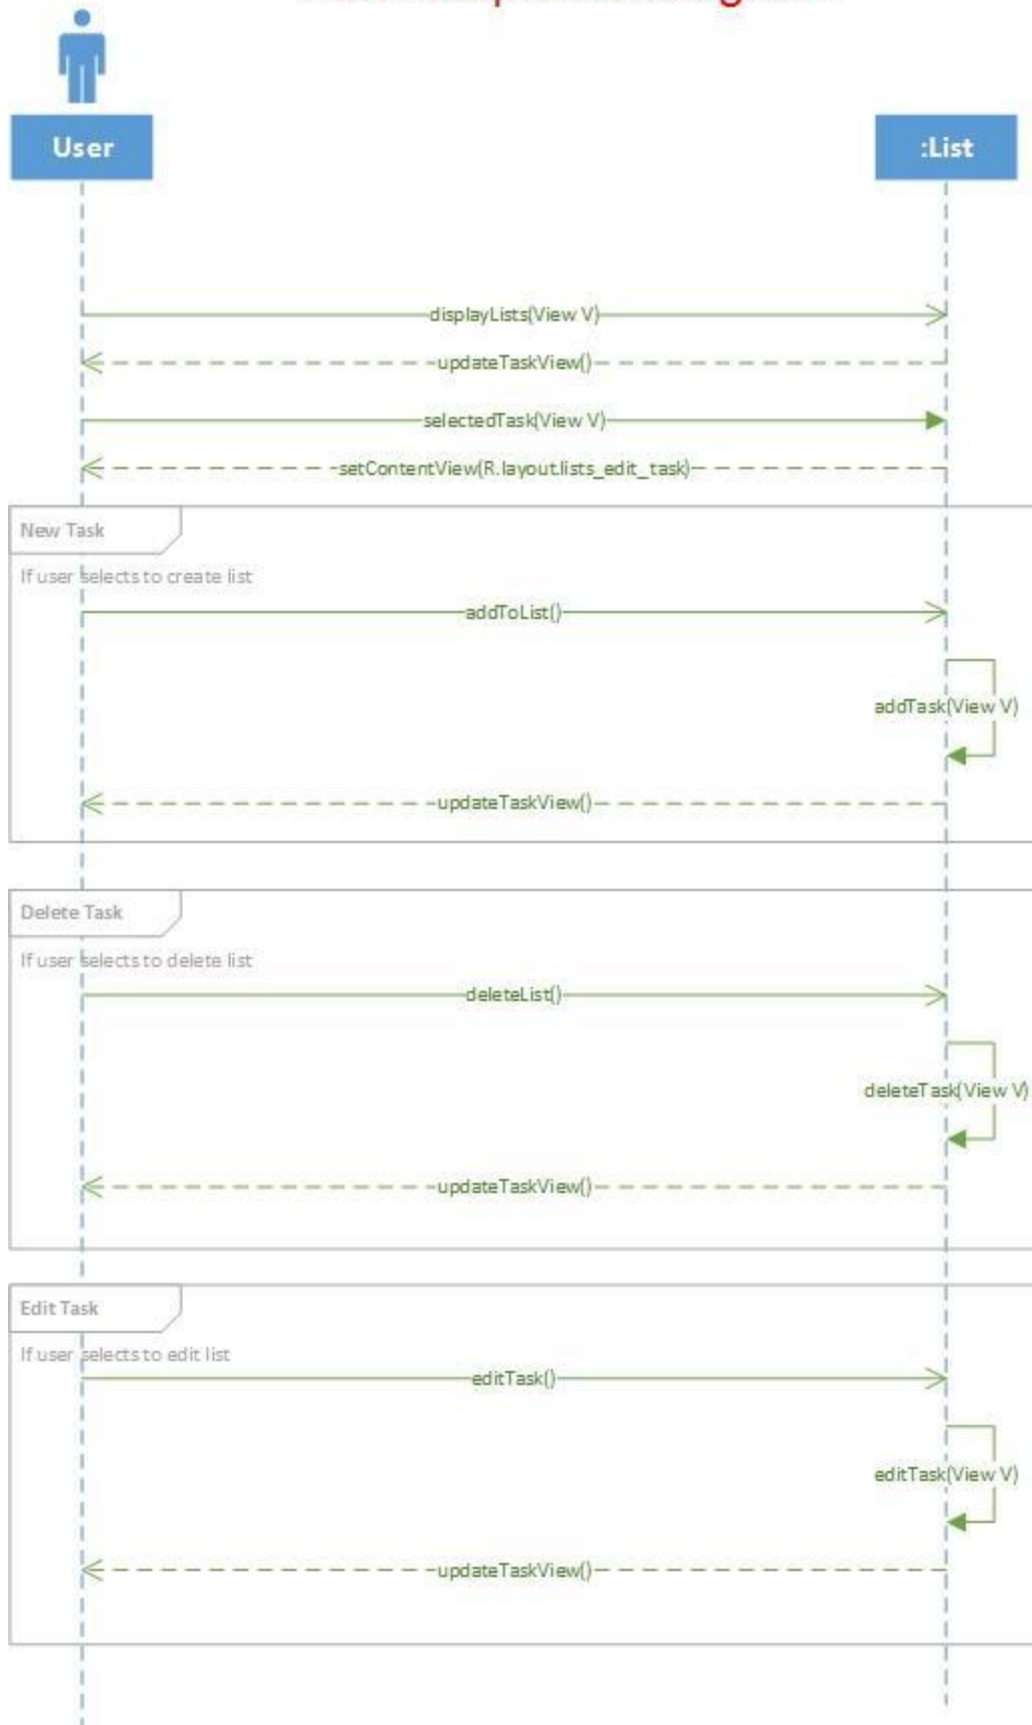 User
:List
displayLists(View V)
updateTaskView()
selectedTask(View V)
setContentView(R.layout.lists_edit_task)
New Task
If user selects to create list
addToList()
addTask(View V)
updateTaskView()
Delete Task
If user selects to delete list
deleteList()
deleteTask(View V)
updateTaskView()
Edit Task
If user selects to edit list
editTask()
editTask(View V)
updateTaskView()